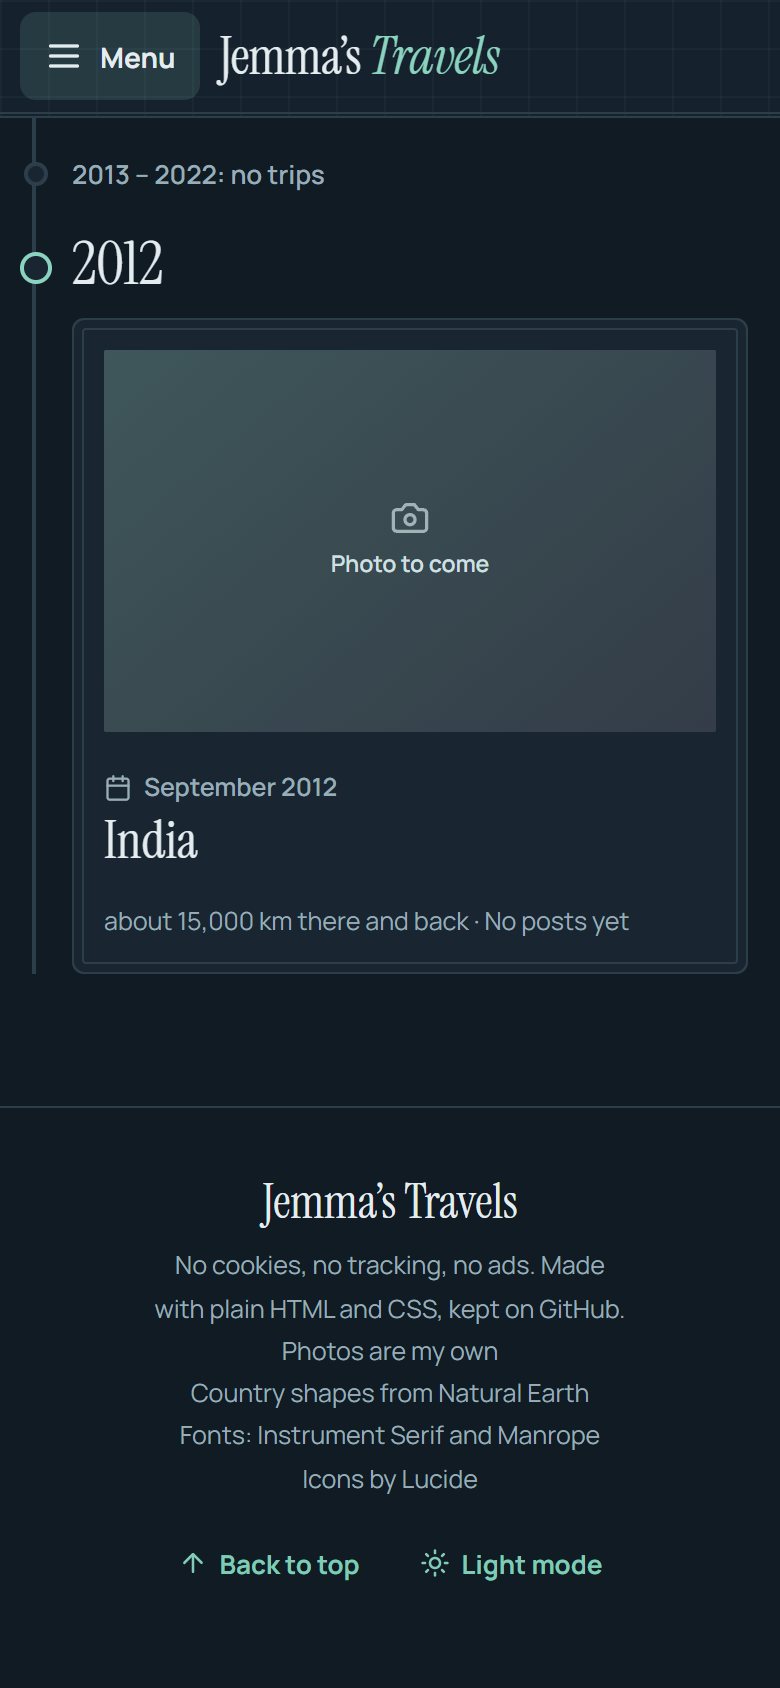 Menu
Jemma’s Travels
2013 – 2022: no trips
2012
Photo to come
September 2012
India
about 15,000 km there and back · No posts yet
Jemma’s Travels
No cookies, no tracking, no ads. Made
with plain HTML and CSS, kept on GitHub.
Photos are my own
Country shapes from Natural Earth
Fonts: Instrument Serif and Manrope
Icons by Lucide
Back to top
Light mode